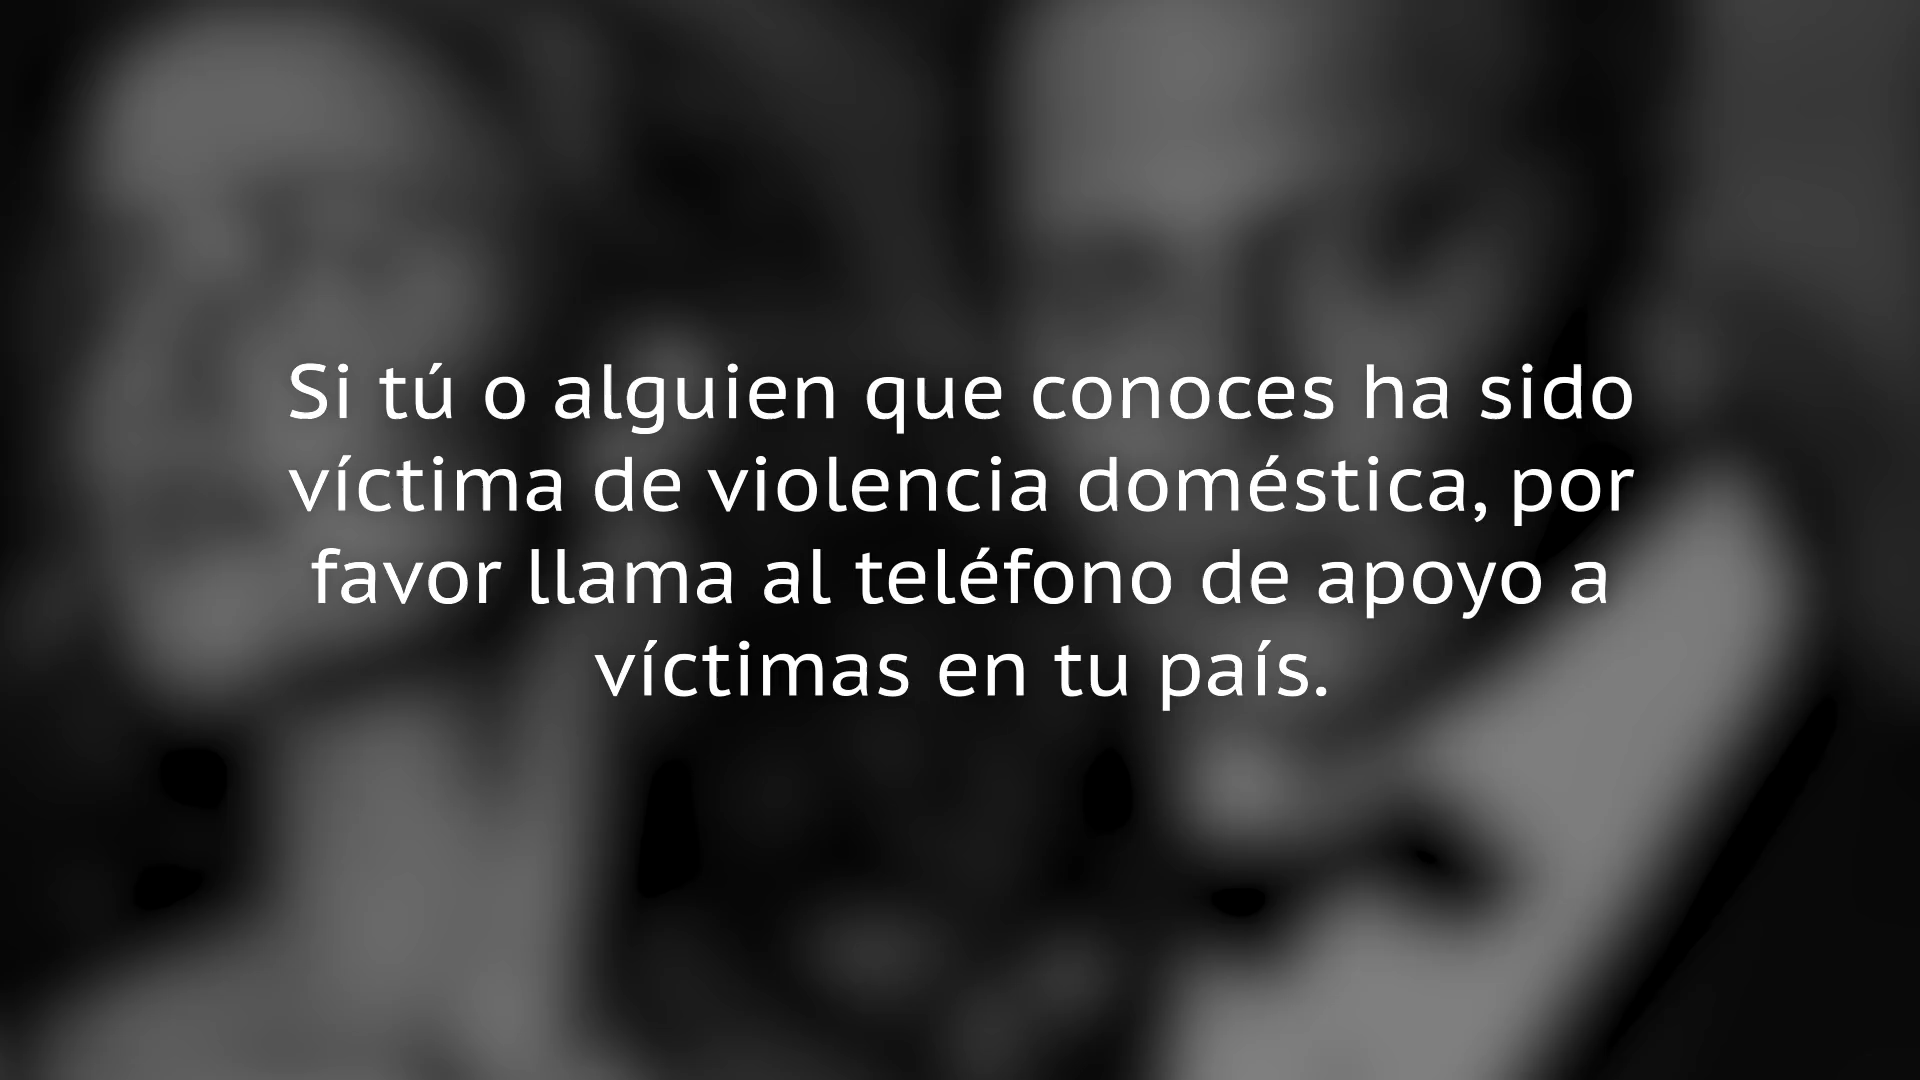 Si tú o alguien que conoces ha sido
víctima de violencia doméstica, por
favor llama al teléfono de apoyo a
víctimas en tu país.